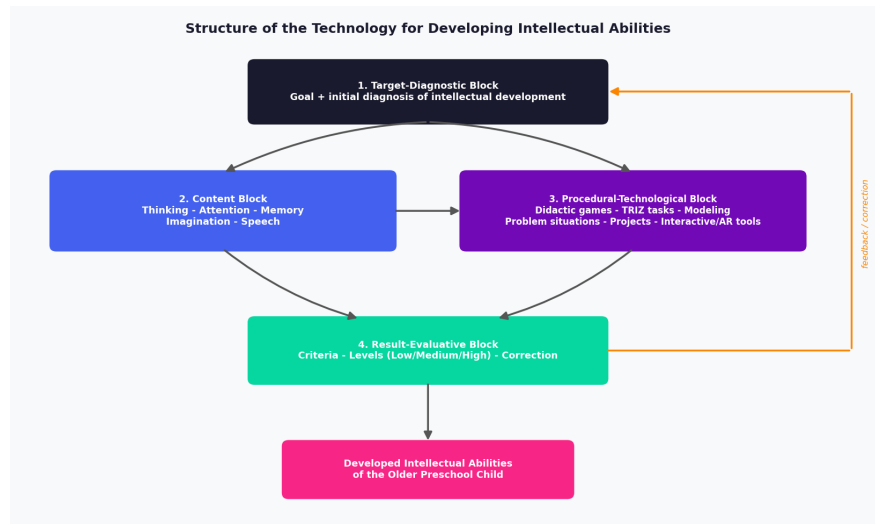 Structure of the Technology for Developing Intellectual Abilities
1. Target-Diagnostic Block
Goal + initial diagnosis of intellectual development
2. Content Block
Thinking - Attention - Memory
Imagination - Speech
3. Procedural-Technological Block
Didactic games - TRIZ tasks - Modeling
Problem situations - Projects - Interactive/AR tools
feedback / correction
4. Result-Evaluative Block
Criteria - Levels (Low/Medium/High) - Correction
Developed Intellectual Abilities
of the Older Preschool Child